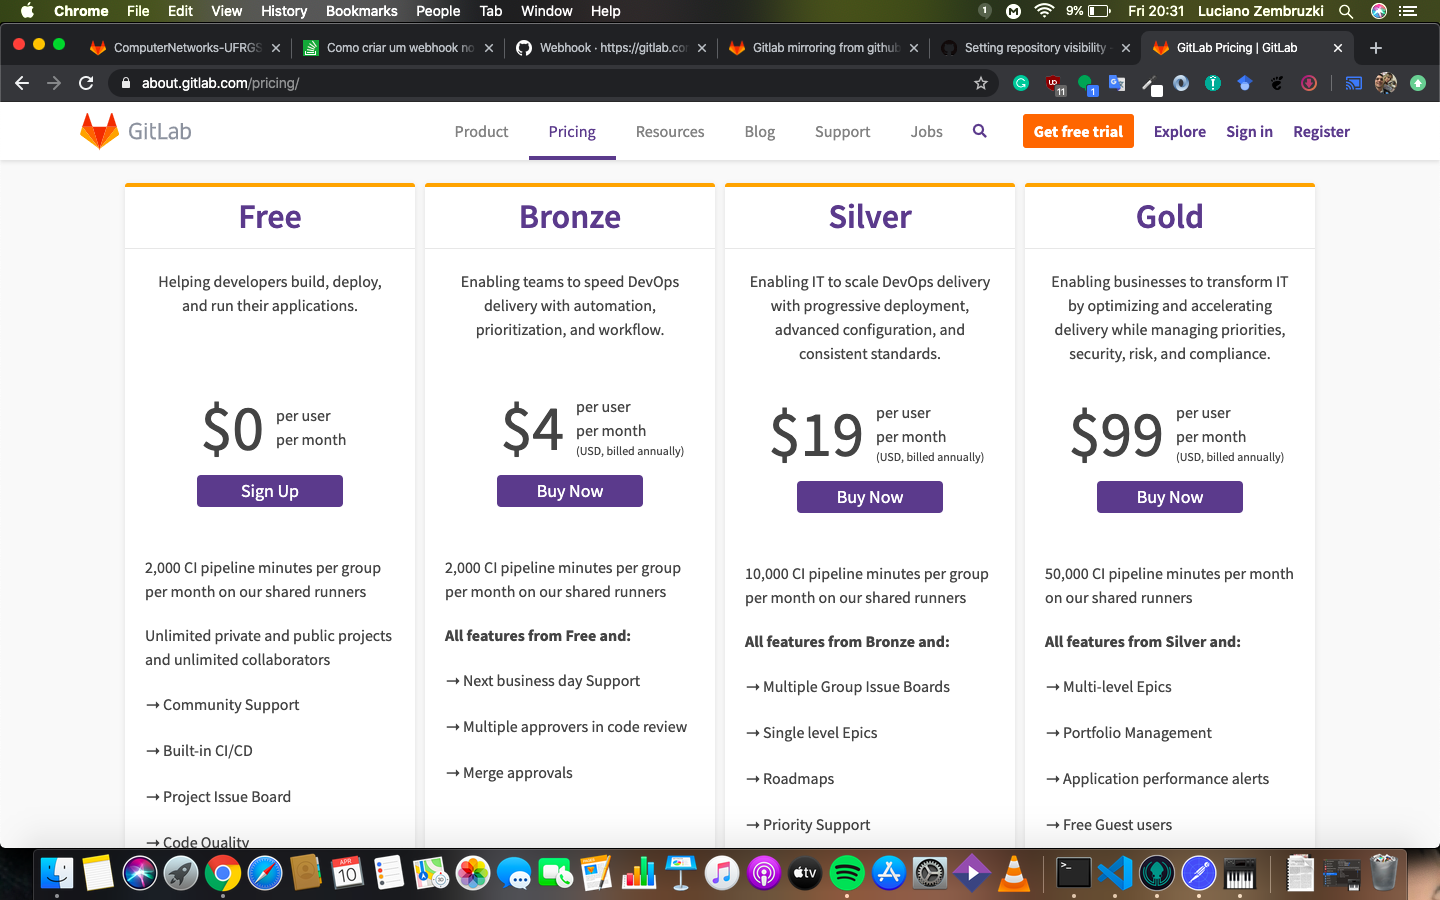 Chrome File Edit View History Bookmarks People Tab Window Help
1 9% Fri 20:31 Luciano Zembruzki
ComputerNetworks-UFRGS
Como criar um webhook no
Webhook · https://gitlab.co
Gitlab mirroring from github
Setting repository visibility
GitLab Pricing | GitLab
about.gitlab.com/pricing/
11
1
GitLab
Product Pricing Resources Blog Support Jobs
Get free trial Explore Sign in Register
Free
Helping developers build, deploy,
and run their applications.
$0 per user
per month
Sign Up
2,000 CI pipeline minutes per group
per month on our shared runners
Unlimited private and public projects
and unlimited collaborators
→ Community Support
→ Built-in CI/CD
→ Project Issue Board
→ Code Quality
Bronze
Enabling teams to speed DevOps
delivery with automation,
prioritization, and workflow.
$4 per user
per month
(USD, billed annually)
Buy Now
2,000 CI pipeline minutes per group
per month on our shared runners
All features from Free and:
→ Next business day Support
→ Multiple approvers in code review
→ Merge approvals
Silver
Enabling IT to scale DevOps delivery
with progressive deployment,
advanced configuration, and
consistent standards.
$19 per user
per month
(USD, billed annually)
Buy Now
10,000 CI pipeline minutes per group
per month on our shared runners
All features from Bronze and:
→ Multiple Group Issue Boards
→ Single level Epics
→ Roadmaps
→ Priority Support
Gold
Enabling businesses to transform IT
by optimizing and accelerating
delivery while managing priorities,
security, risk, and compliance.
$99 per user
per month
(USD, billed annually)
Buy Now
50,000 CI pipeline minutes per month
on our shared runners
All features from Silver and:
→ Multi-level Epics
→ Portfolio Management
→ Application performance alerts
→ Free Guest users
APR
10
tv